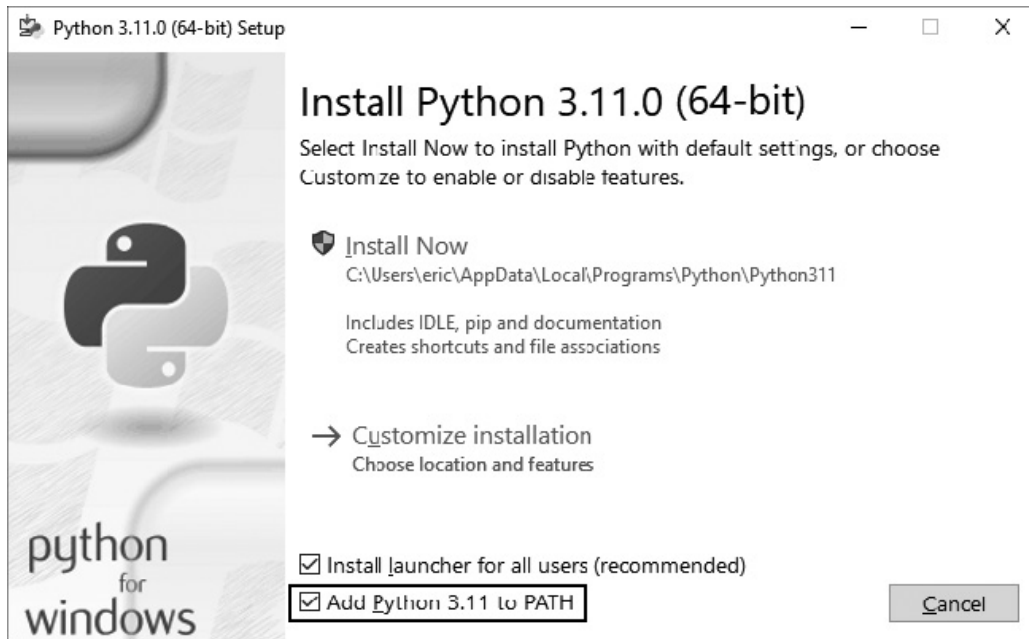 Python 3.11.0 (64-bit) Setup
Install Python 3.11.0 (64-bit)
Select Install Now to install Python with default settings, or choose
Customize to enable or disable features.
Install Now
C:\Users\eric\AppData\Local\Programs\Python\Python311
Includes IDLE, pip and documentation
Creates shortcuts and file associations
Customize installation
Choose location and features
python
for
windows
Install launcher for all users (recommended)
Add Python 3.11 to PATH
Cancel